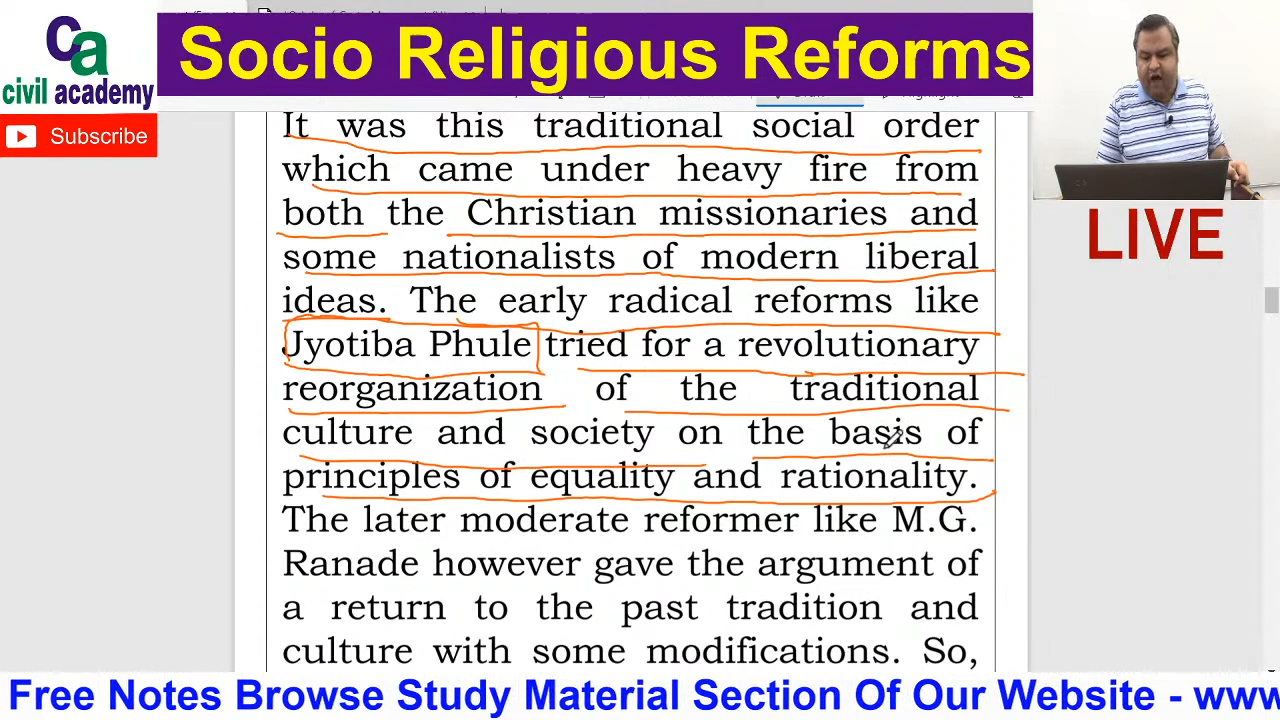 ca
civil academy
Subscribe
Socio Religious Reforms
LIVE
It was this traditional social order
which came under heavy fire from
both the Christian missionaries and
some nationalists of modern liberal
ideas. The early radical reforms like
Jyotiba Phule tried for a revolutionary
reorganization of the traditional
culture and society on the basis of
principles of equality and rationality.
The later moderate reformer like M.G.
Ranade however gave the argument of
a return to the past tradition and
culture with some modifications. So,
Free Notes Browse Study Material Section Of Our Website - www